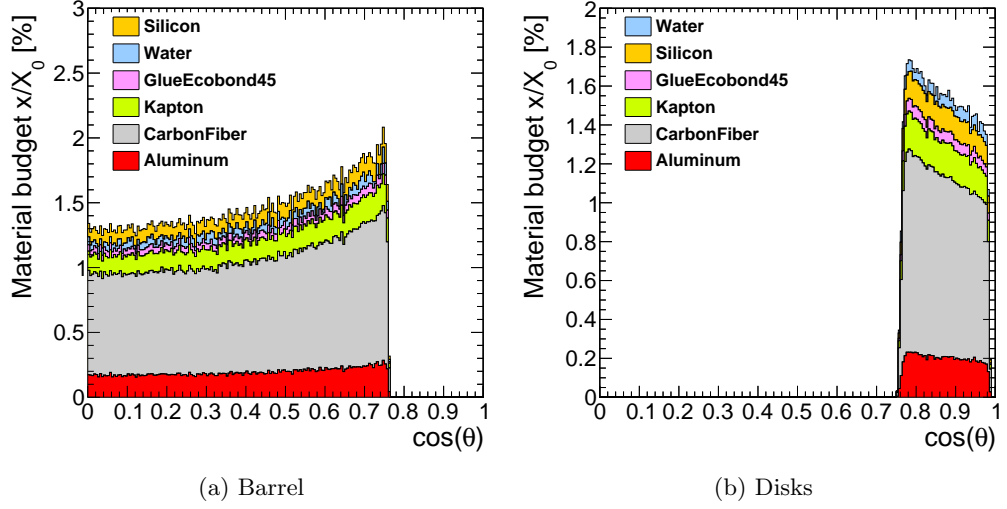 Material budget x/X0 [%]
3
2.5
2
1.5
1
0.5
0
Silicon
Water
GlueEcobond45
Kapton
CarbonFiber
Aluminum
0 0.1 0.2 0.3 0.4 0.5 0.6 0.7 0.8 0.9 1
cos(θ)
(a) Barrel
Material budget x/X0 [%]
2
1.8
1.6
1.4
1.2
1
0.8
0.6
0.4
0.2
0
Water
Silicon
GlueEcobond45
Kapton
CarbonFiber
Aluminum
0 0.1 0.2 0.3 0.4 0.5 0.6 0.7 0.8 0.9 1
cos(θ)
(b) Disks